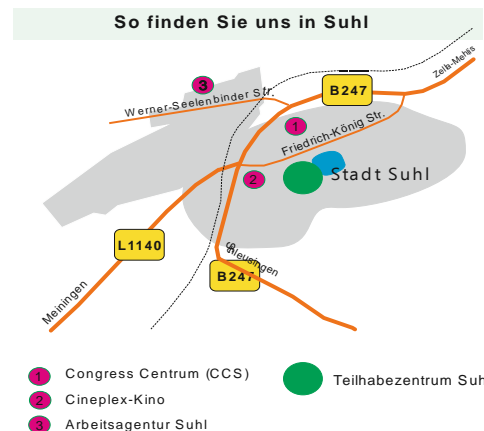 So finden Sie uns in Suhl
Zella-Mehlis
3
B247
Werner-Seelenbinder Str.
1
Friedrich-König Str.
2
Stadt Suhl
L1140
Schleusingen
B247
Meiningen
1 Congress Centrum (CCS)
Teilhabezentrum Suh
2 Cineplex-Kino
3 Arbeitsagentur Suhl